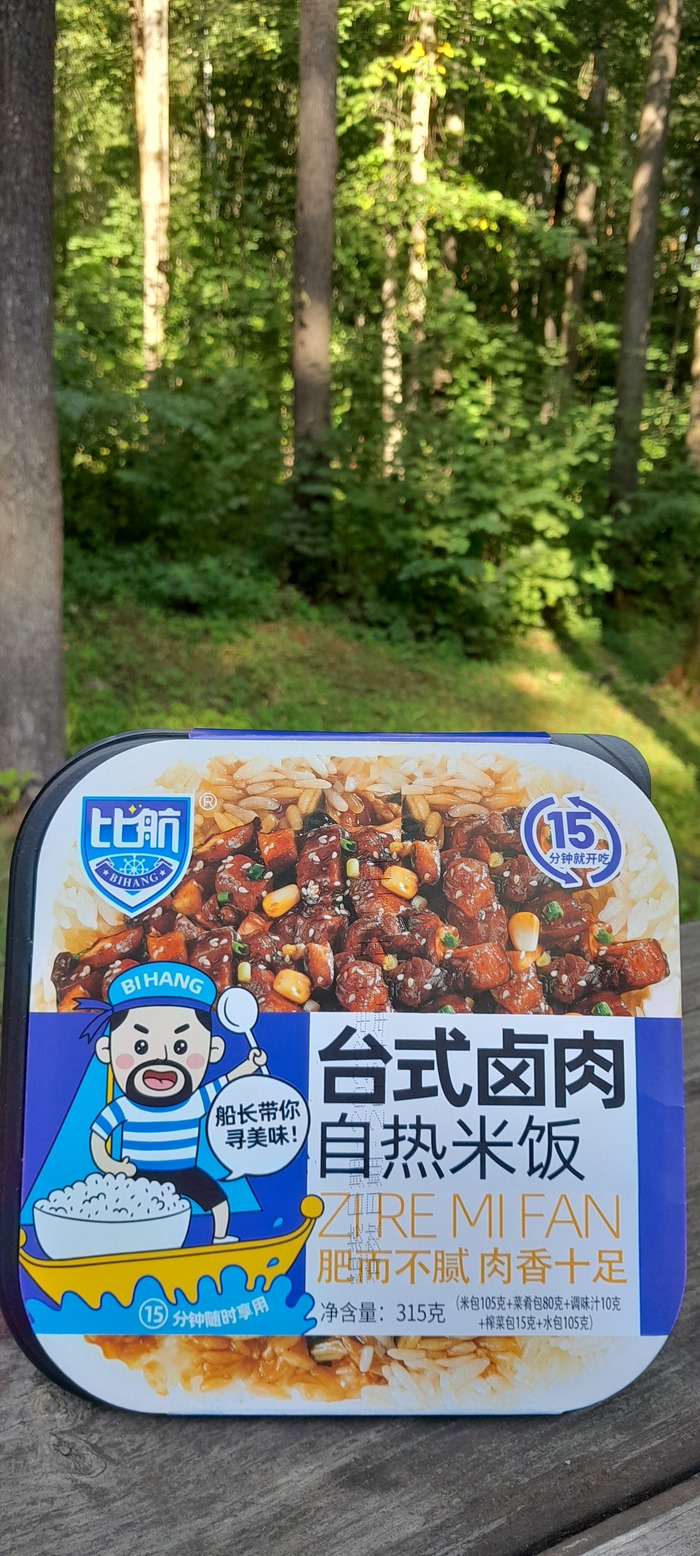 比航
®
BIHANG
15
分钟就开吃
BI HANG
船长带你
寻美味!
台式卤肉
自热米饭
ZI RE MI FAN
肥而不腻 肉香十足
净含量: 315克
(米包105克+菜肴包80克+调味汁10克
+榨菜包15克+水包105克)
15 分钟随时享用